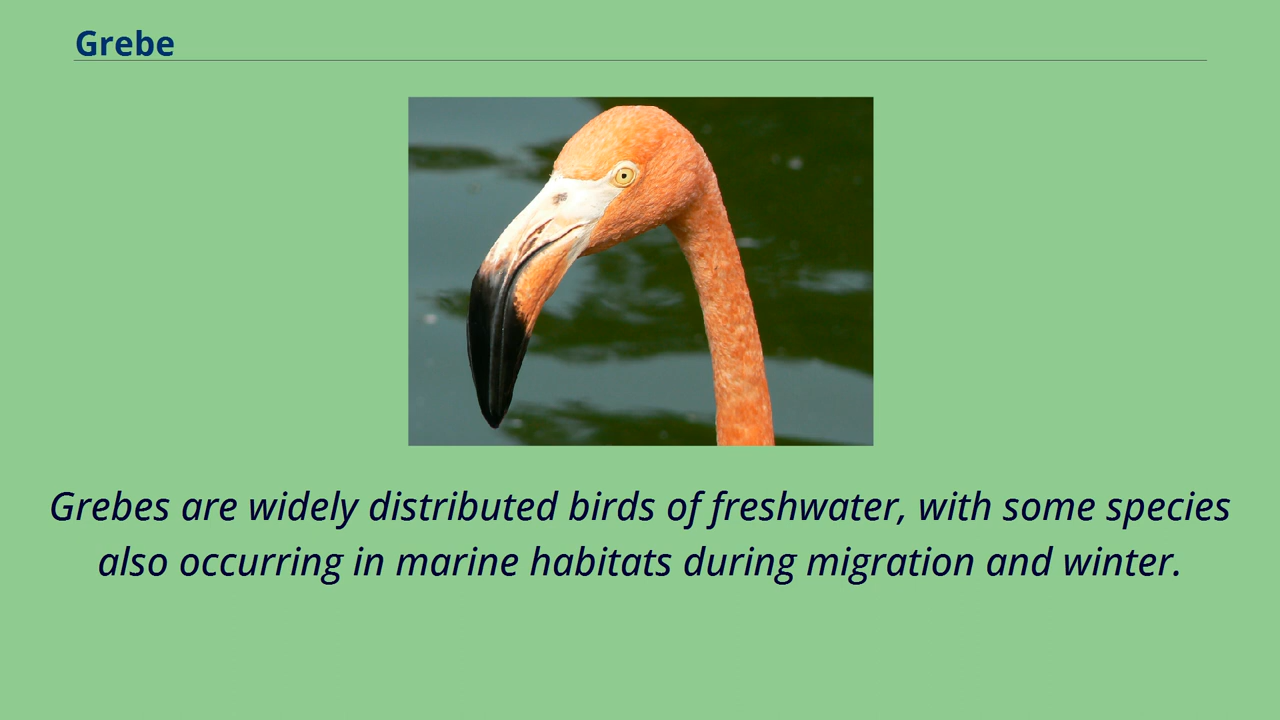 Grebe
Grebes are widely distributed birds of freshwater, with some species
also occurring in marine habitats during migration and winter.